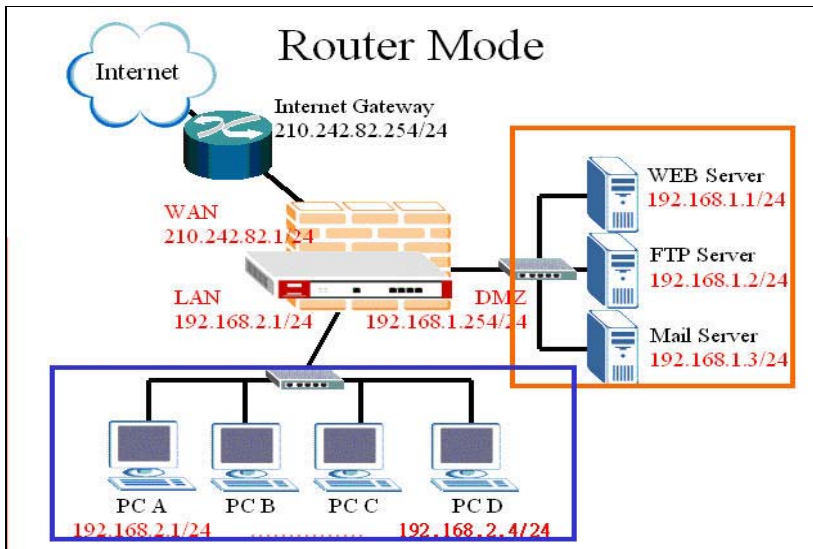 Router Mode
Internet
Internet Gateway
210.242.82.254/24
WAN
210.242.82.1/24
LAN
192.168.2.1/24
DMZ
192.168.1.254/24
WEB Server
192.168.1.1/24
FTP Server
192.168.1.2/24
Mail Server
192.168.1.3/24
PC A
PC B
PC C
PC D
192.168.2.1/24
..............
192.168.2.4/24